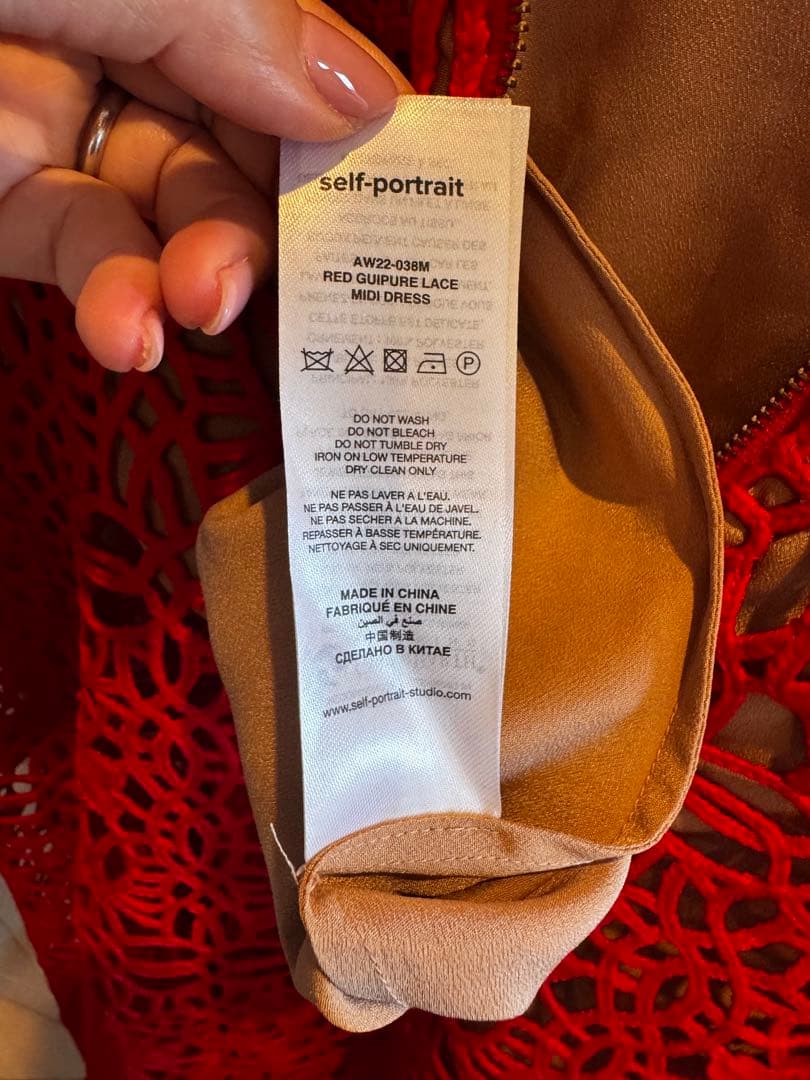 self-portrait
AW22-038M
RED GUIPURE LACE
MIDI DRESS
P
DO NOT WASH
DO NOT BLEACH
DO NOT TUMBLE DRY
IRON ON LOW TEMPERATURE
DRY CLEAN ONLY
NE PAS LAVER A L'EAU.
NE PAS PASSER À L'EAU DE JAVEL.
NE PAS SECHER A LA MACHINE.
REPASSER À BASSE TEMPÉRATURE.
NETTOYAGE À SEC UNIQUEMENT.
MADE IN CHINA
FABRIQUÉ EN CHINE
صنع في الصين
中国制造
СДЕЛАНО В КИТАЕ
www.self-portrait-studio.com